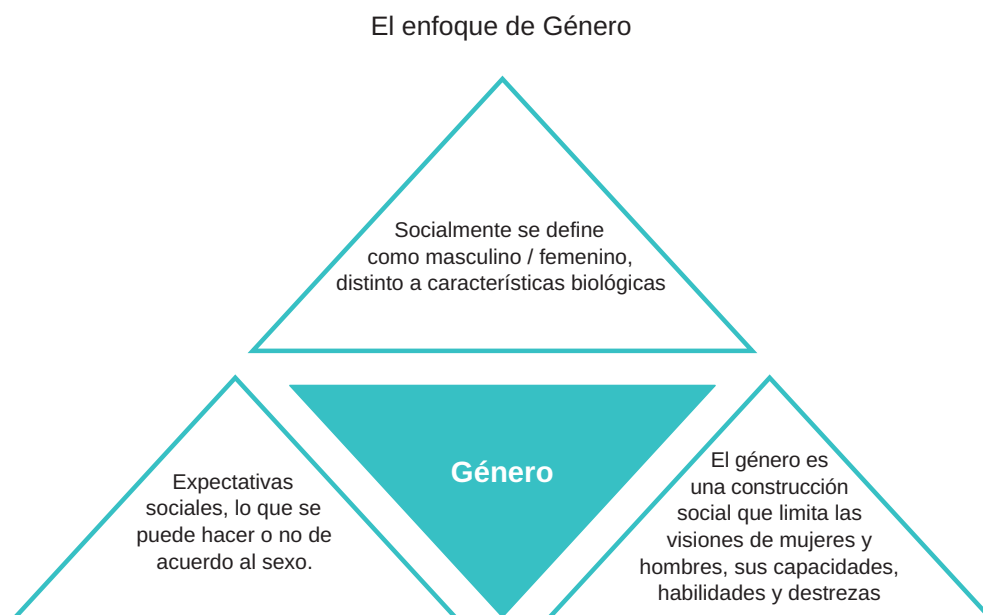 El enfoque de Género
Socialmente se define
como masculino / femenino,
distinto a características biológicas
Género
Expectativas
sociales, lo que se
puede hacer o no de
acuerdo al sexo.
El género es
una construcción
social que limita las
visiones de mujeres y
hombres, sus capacidades,
habilidades y destrezas